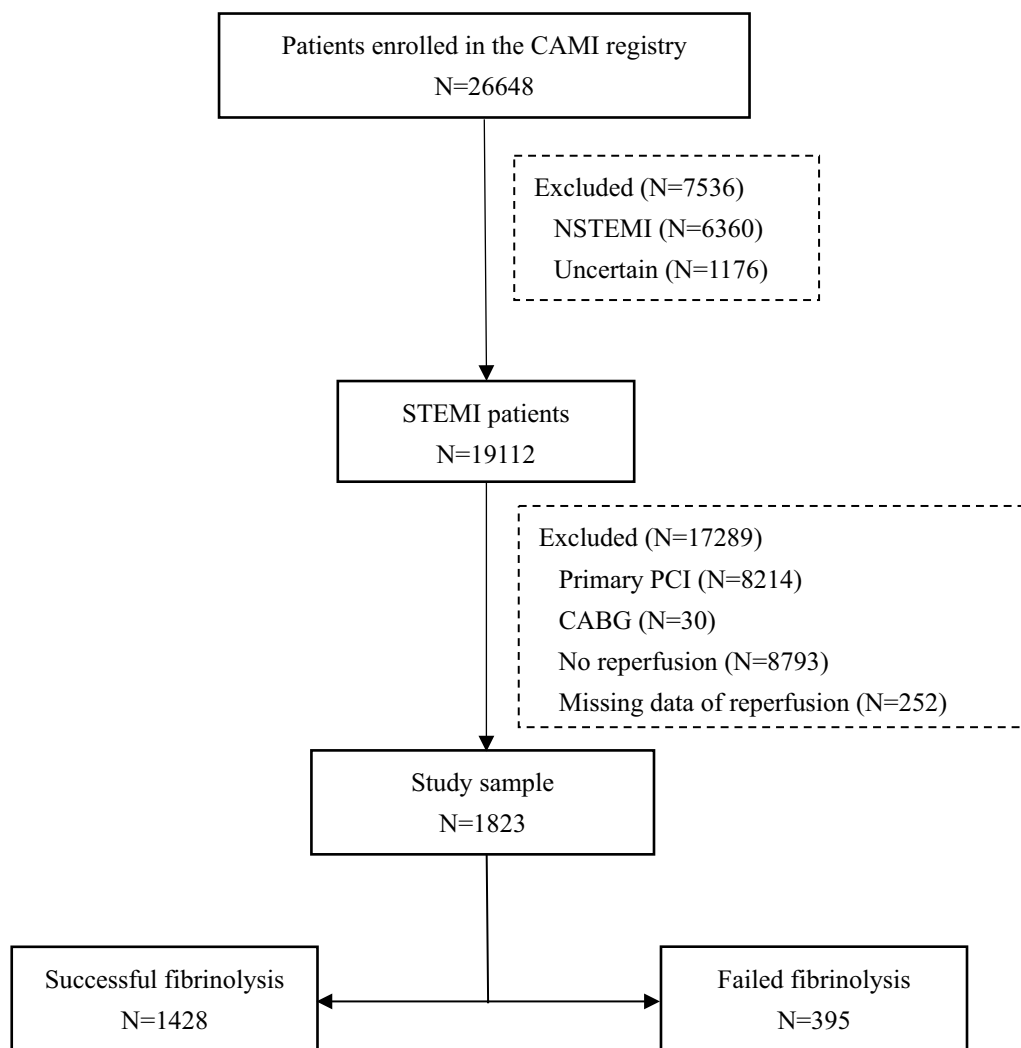 Patients enrolled in the CAMI registry
N=26648
Excluded (N=7536)
NSTEMI (N=6360)
Uncertain (N=1176)
STEMI patients
N=19112
Excluded (N=17289)
Primary PCI (N=8214)
CABG (N=30)
No reperfusion (N=8793)
Missing data of reperfusion (N=252)
Study sample
N=1823
Successful fibrinolysis
N=1428
Failed fibrinolysis
N=395